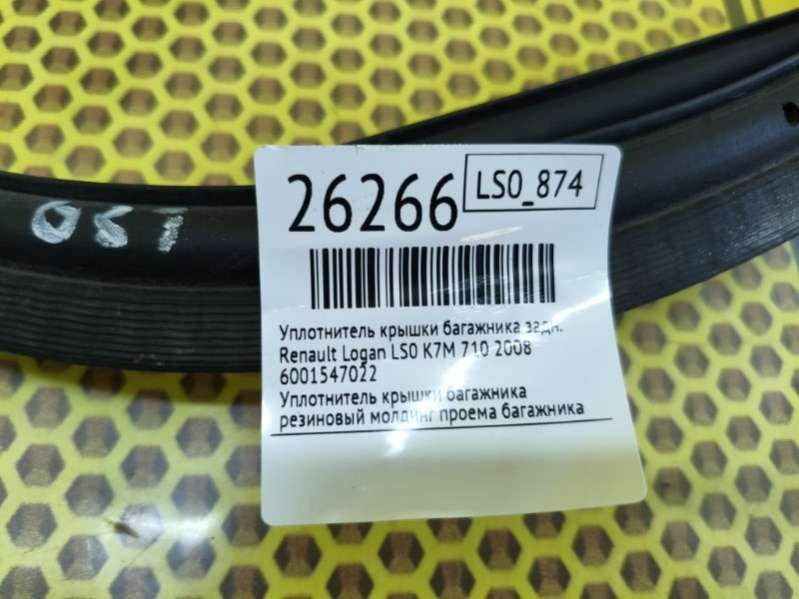 LS0
26266
LS0_874
Уплотнитель крышки багажника задн.
Renault Logan LS0 K7M 710 2008
6001547022
Уплотнитель крышки багажника
резиновый молдинг проема багажника